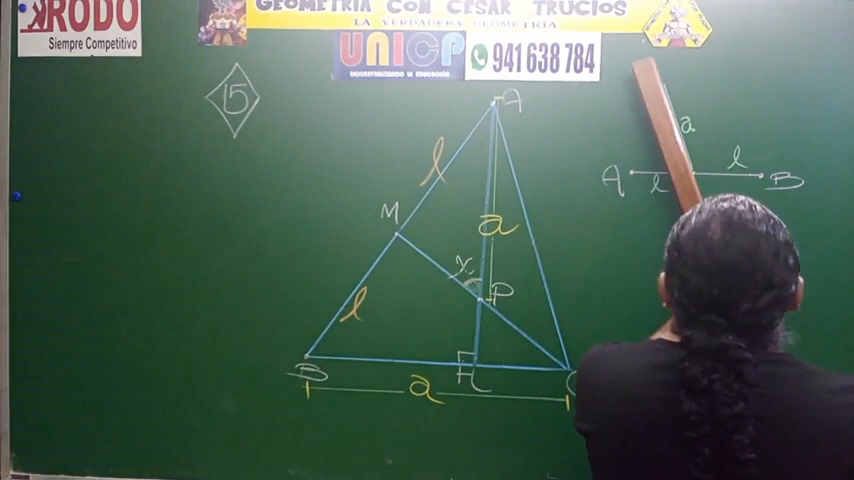 RODO
Siempre Competitivo
GEOMETRIA CON CESAR TRUCIOS
LA VERDADERA GEOMETRIA
UNICP
941 638 784
15
A
l
M
a
x
P
l
B
H
a
a
A
l
l
B